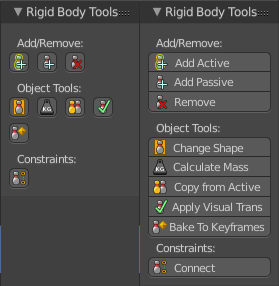 Rigid Body Tools
Add/Remove:
Object Tools:
KG
Constraints:
Rigid Body Tools
Add/Remove:
Add Active
Add Passive
Remove
Object Tools:
Change Shape
KG Calculate Mass
Copy from Active
Apply Visual Trans
Bake To Keyframes
Constraints:
Connect